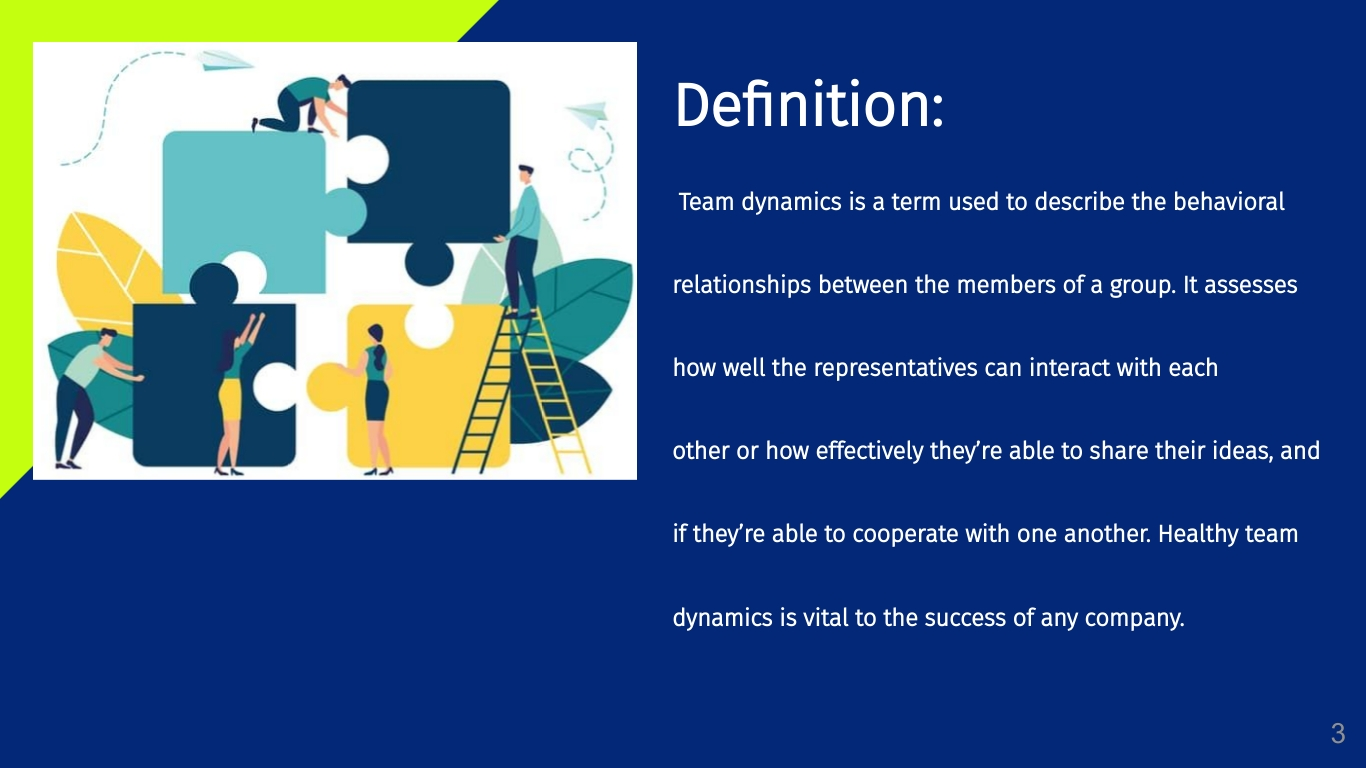 Definition:
Team dynamics is a term used to describe the behavioral
relationships between the members of a group. It assesses
how well the representatives can interact with each
other or how effectively they’re able to share their ideas, and
if they’re able to cooperate with one another. Healthy team
dynamics is vital to the success of any company.
3